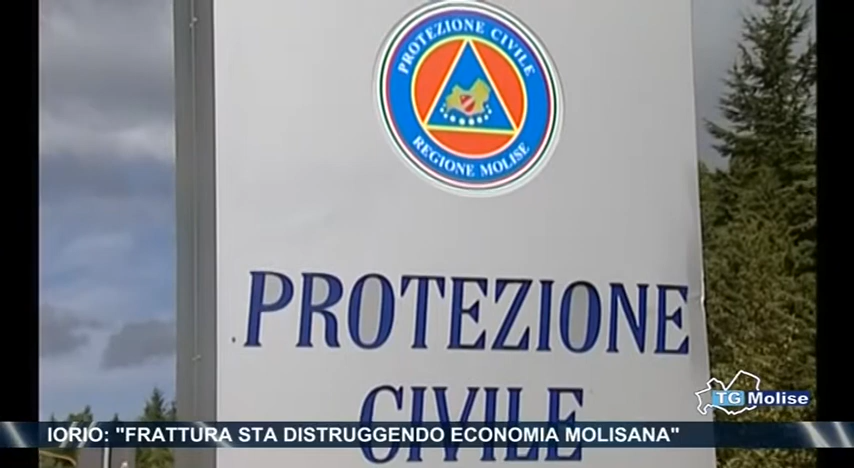 PROTEZIONE CIVILE
REGIONE MOLISE
PROTEZIONE
CIVILE
TG Molise
IORIO: "FRATTURA STA DISTRUGGENDO ECONOMIA MOLISANA"